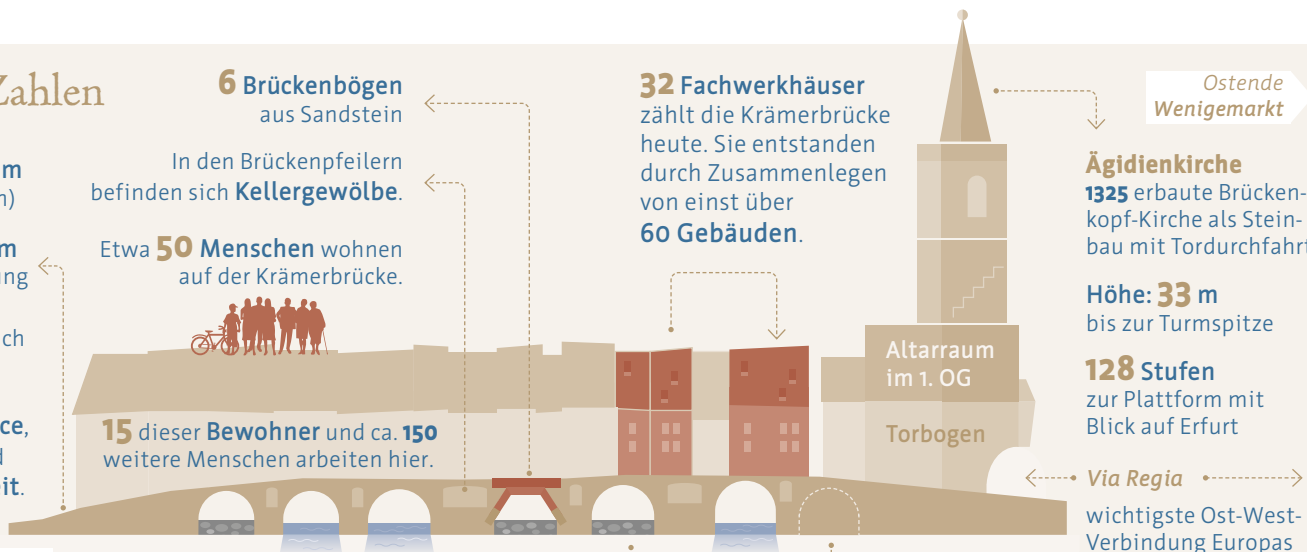 Zahlen
m
n)
m
ung
ch
ce,
d
it.
6 Brückenbögen
aus Sandstein
In den Brückenpfeilern
befinden sich Kellergewölbe.
Etwa 50 Menschen wohnen
auf der Krämerbrücke.
15 dieser Bewohner und ca. 150
weitere Menschen arbeiten hier.
32 Fachwerkhäuser
zählt die Krämerbrücke
heute. Sie entstanden
durch Zusammenlegen
von einst über
60 Gebäuden.
Altarraum
im 1. OG
Torbogen
Ostende
Wenigemarkt
Ägidienkirche
1325 erbaute Brücken-
kopf-Kirche als Stein-
bau mit Tordurchfahrt
Höhe: 33 m
bis zur Turmspitze
128 Stufen
zur Plattform mit
Blick auf Erfurt
Via Regia
wichtigste Ost-West-
Verbindung Europas